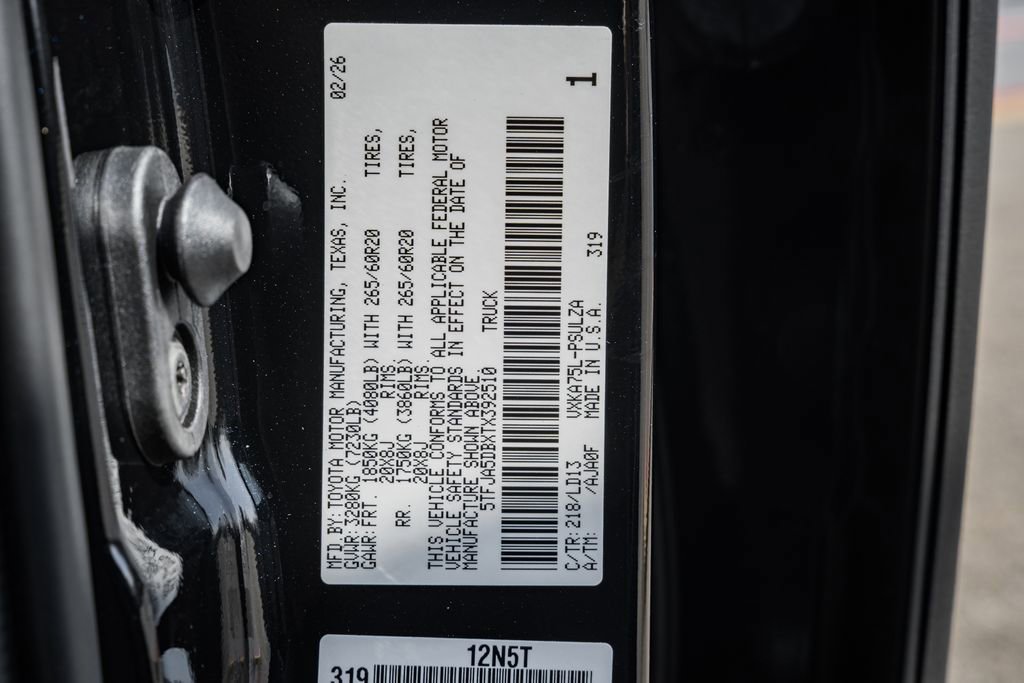 02/26
MFD.BY:TOYOTA MOTOR MANUFACTURING, TEXAS, INC.
GVWR:3280KG (7230LB)
GAWR:FRT. 1850KG (4080LB) WITH 265/60R20 TIRES,
20X8J RIMS.
RR. 1750KG (3860LB) WITH 265/60R20 TIRES,
20X8J RIMS.
THIS VEHICLE CONFORMS TO ALL APPLICABLE FEDERAL MOTOR
VEHICLE SAFETY STANDARDS IN EFFECT ON THE DATE OF
MANUFACTURE SHOWN ABOVE.
5TFJA5DBXTX392510 TRUCK
1
C/TR:218/LD13 VXKA75L-PSULZA 319
A/TM: /AJA0F MADE IN U.S.A.
12N5T
319